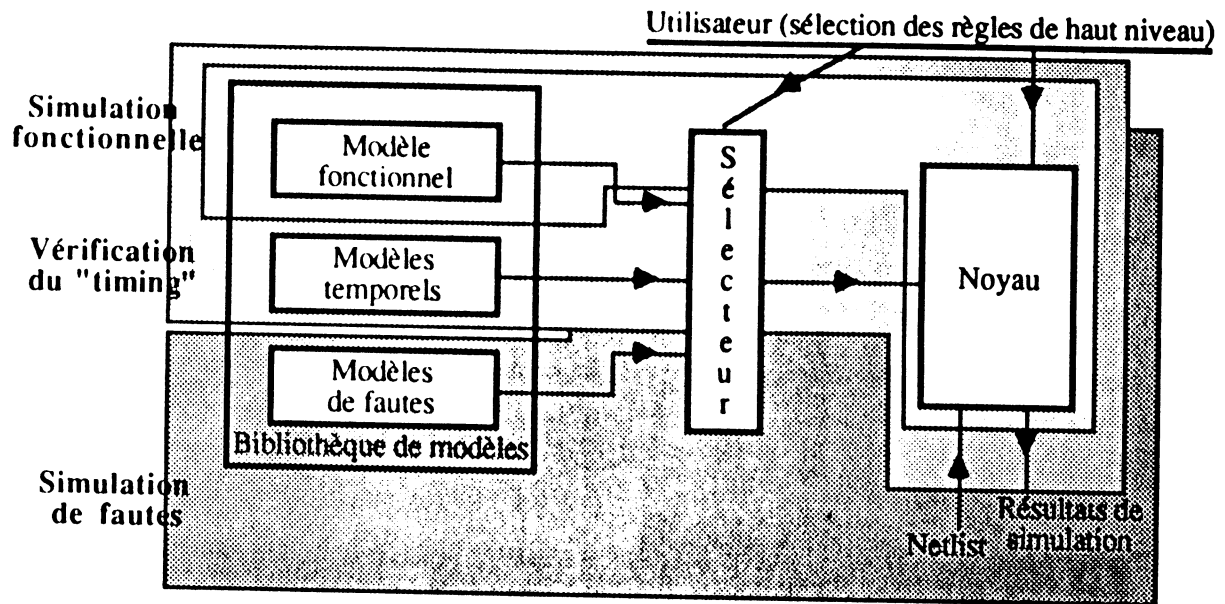 Utilisateur (sélection des règles de haut niveau)
Simulation
fonctionnelle
Modèle
fonctionnel
Sélecteur
Vérification
du "timing"
Modèles
temporels
Noyau
Modèles
de fautes
Bibliothèque de modèles
Simulation
de fautes
Netlist
Résultats de
simulation